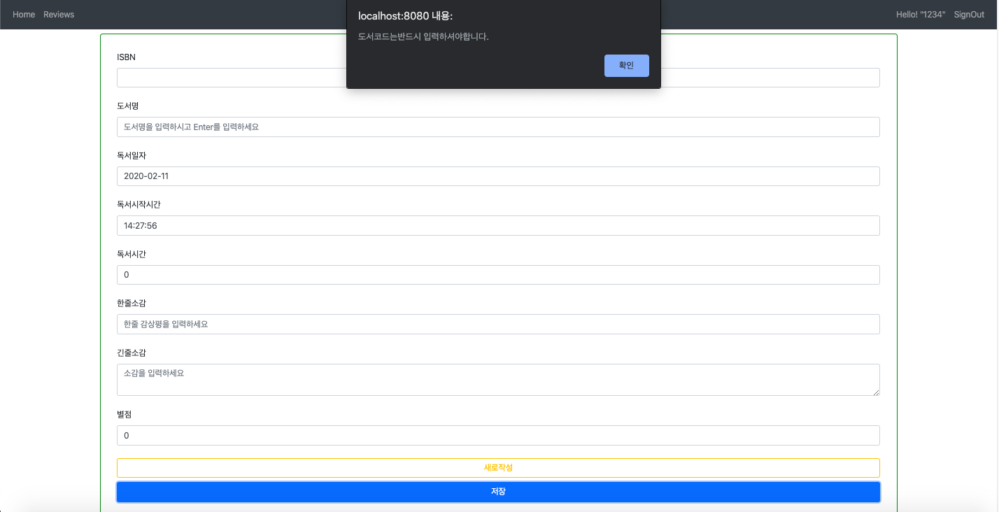 Home Reviews
Hello! "1234" SignOut
localhost:8080 내용:
도서코드는반드시 입력하셔야합니다.
확인
ISBN
도서명
도서명을 입력하시고 Enter를 입력하세요
독서일자
2020-02-11
독서시작시간
14:27:56
독서시간
0
한줄소감
한줄 감상평을 입력하세요
긴줄소감
소감을 입력하세요
별점
0
새로작성
저장